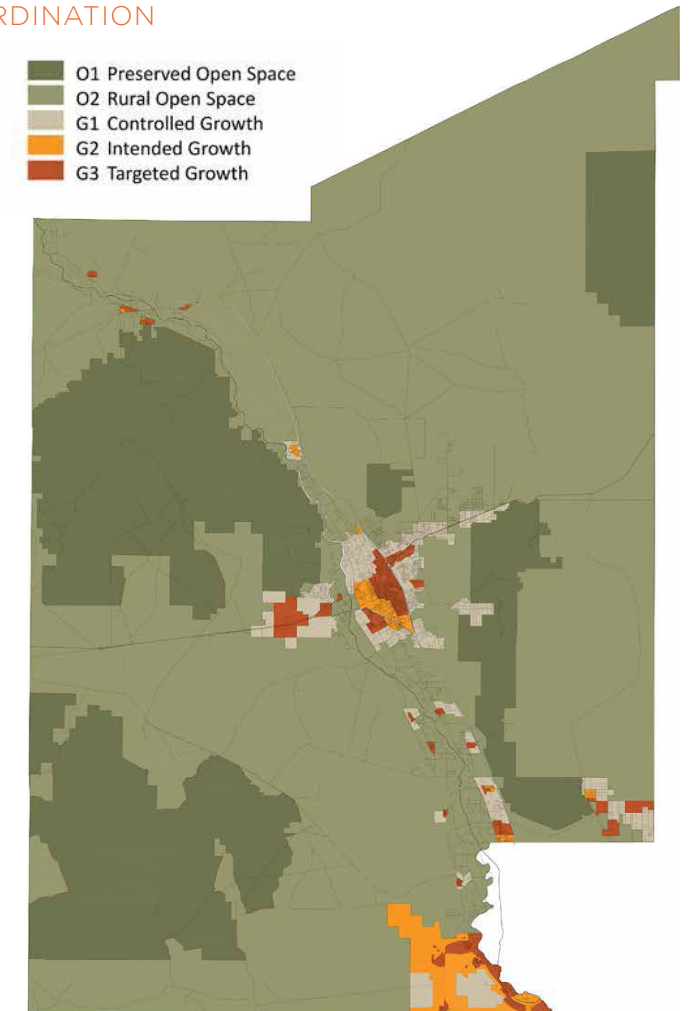 RDINATION
O1 Preserved Open Space
O2 Rural Open Space
G1 Controlled Growth
G2 Intended Growth
G3 Targeted Growth